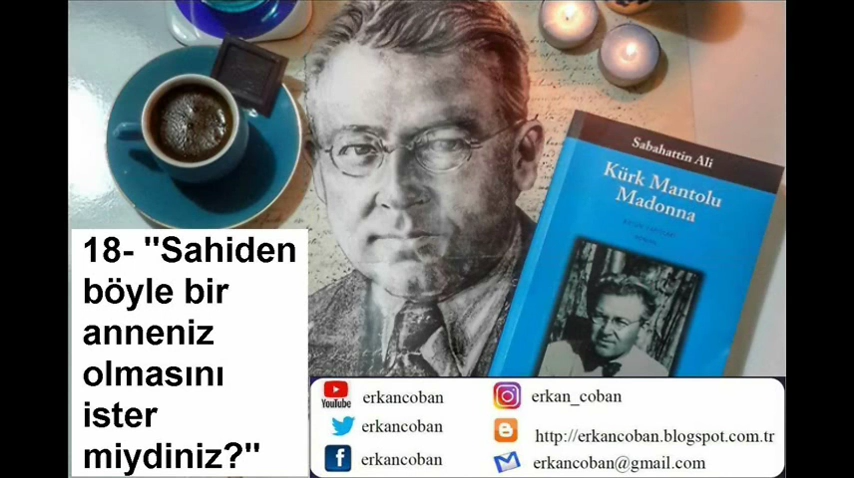 Sabahattin Ali
Kürk Mantolu
Madonna
18- "Sahiden
böyle bir
anneniz
olmasını
ister
miydiniz?"
YouTube erkancoban
erkancoban
erkancoban
erkan_coban
http://erkancoban.blogspot.com.tr
erkancoban@gmail.com